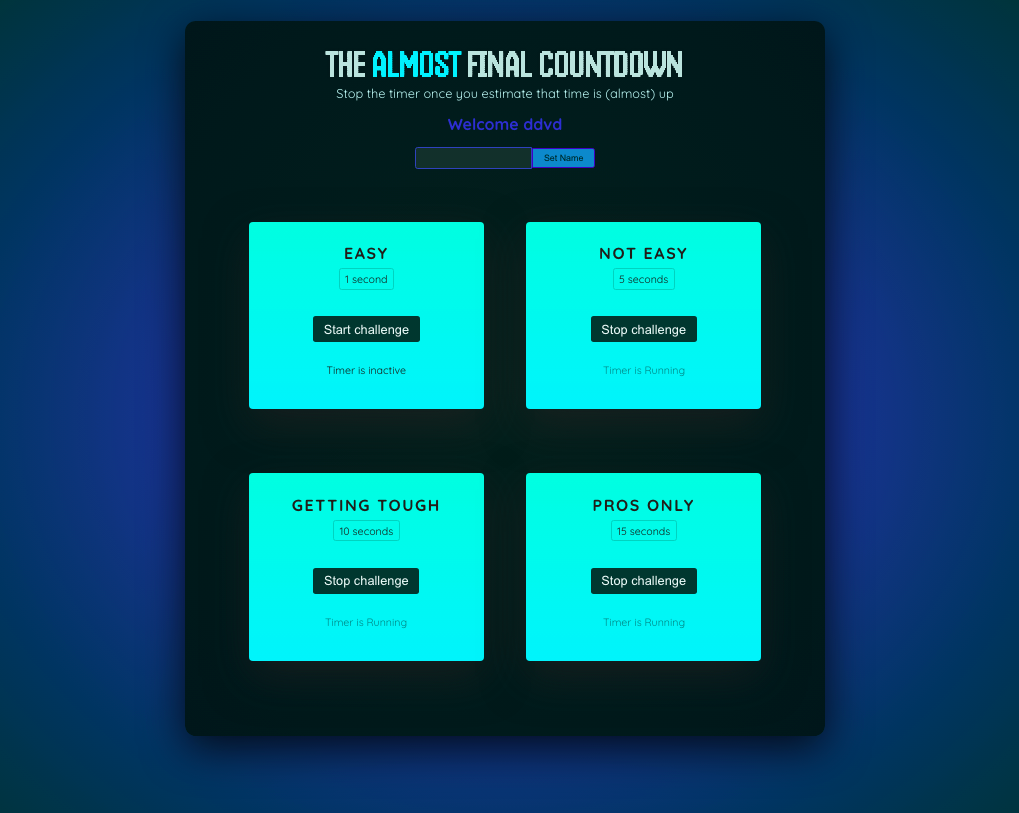 THE ALMOST FINAL COUNTDOWN
Stop the timer once you estimate that time is (almost) up
Welcome ddvd
Set Name
EASY
1 second
Start challenge
Timer is inactive
NOT EASY
5 seconds
Stop challenge
Timer is Running
GETTING TOUGH
10 seconds
Stop challenge
Timer is Running
PROS ONLY
15 seconds
Stop challenge
Timer is Running